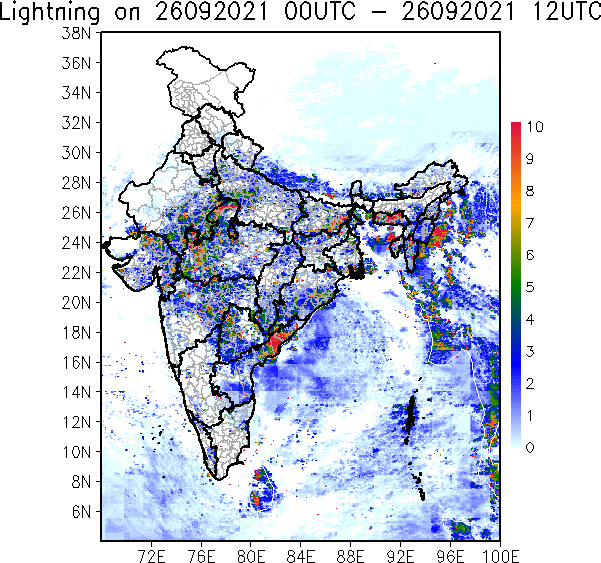 Lightning on 26092021 00UTC – 26092021 12UTC
38N
36N
34N
32N
30N
28N
26N
24N
22N
20N
18N
16N
14N
12N
10N
8N
6N
72E 76E 80E 84E 88E 92E 96E 100E
10
9
8
7
6
5
4
3
2
1
0